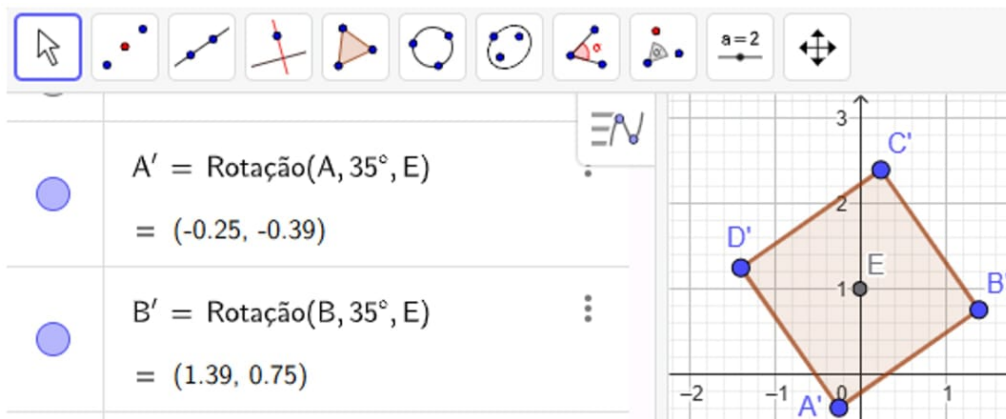 a=2
α
A′ = Rotação(A, 35°, E)
= (-0.25, -0.39)
B′ = Rotação(B, 35°, E)
= (1.39, 0.75)
3
C'
2
D'
E
1
B'
−2
−1
0
1
A'